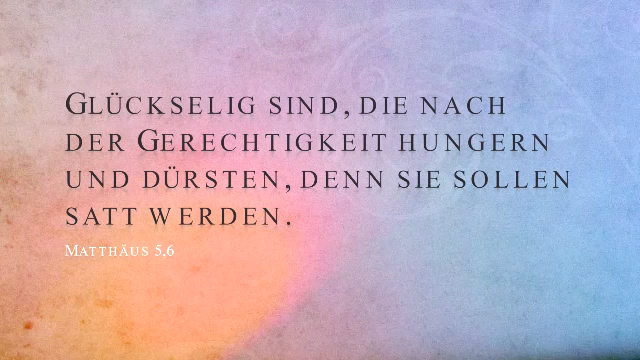 Glückselig sind, die nach
der Gerechtigkeit hungern
und dürsten, denn sie sollen
satt werden.
Matthäus 5,6